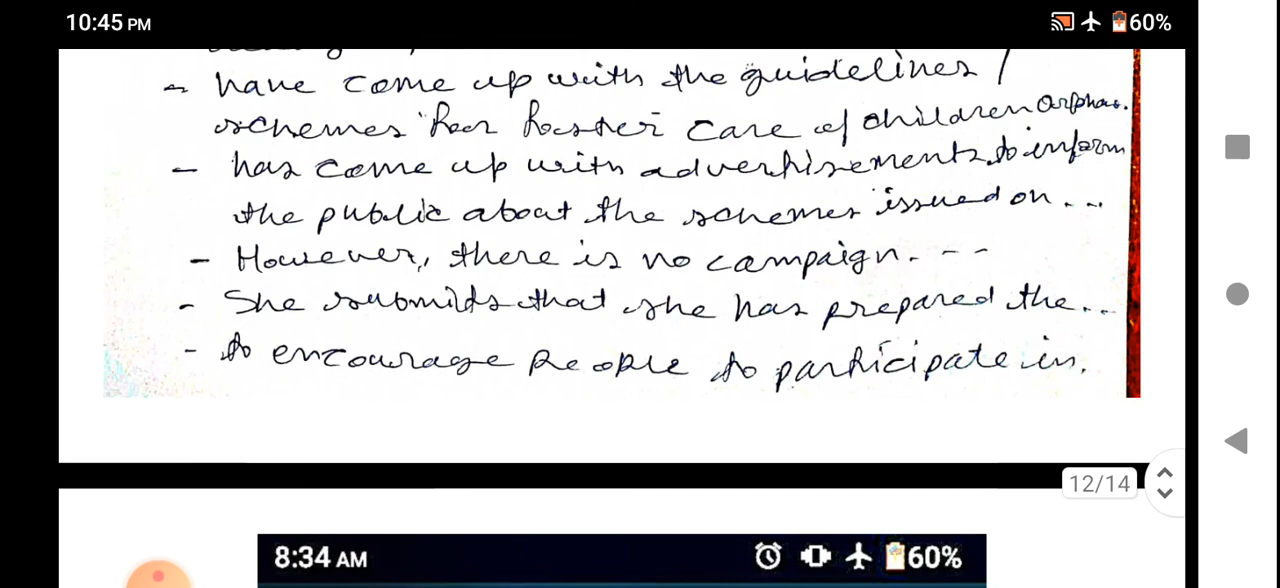 10:45 PM 60%
- have come up with the guidelines /
schemes for foster care of children orphas.
- has come up with advertisements to inform
the public about the schemes issued on ...
- However, there is no campaign. - -
- She submits that she has prepared the...
- to encourage people to participate in.
12/14
8:34 AM 60%